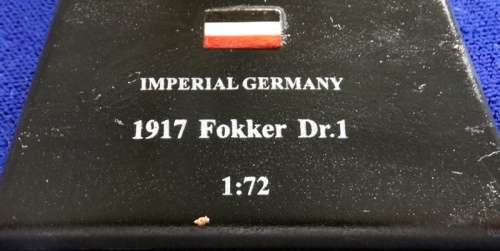 IMPERIAL GERMANY
1917 Fokker Dr.1
1:72